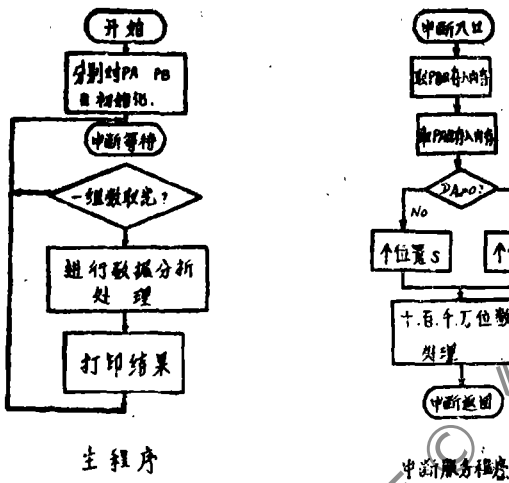 开始
分别对PA PB
口初始化.
中断等待
一组数取完?
进行数据分析
处 理
打印结果
主程序
中断入口
取PB口存入内存
取PA口存入内存
PA₇=0?
No
个位置S
个
十.百.千.万位数
处理
中断返回
中断服务程序
©